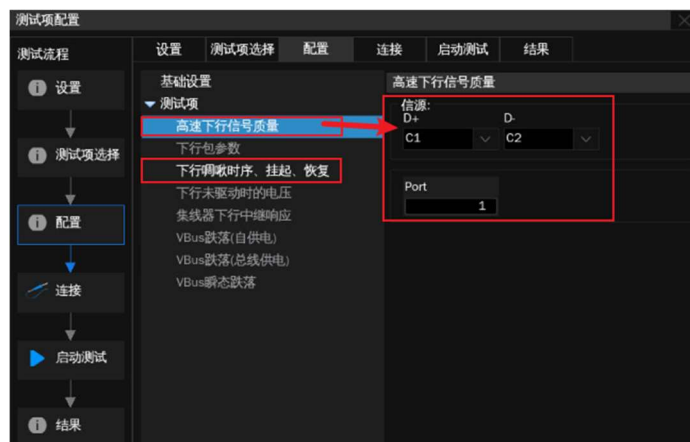 测试项配置
测试流程
设置
测试项选择
配置
连接
启动测试
结果
设置 测试项选择 配置 连接 启动测试 结果
基础设置
测试项
高速下行信号质量
下行包参数
下行啁啾时序、挂起、恢复
下行未驱动时的电压
集线器下行中继响应
VBus跌落(自供电)
VBus跌落(总线供电)
VBus瞬态跌落
高速下行信号质量
信源:
D+ D-
C1 C2
Port
1